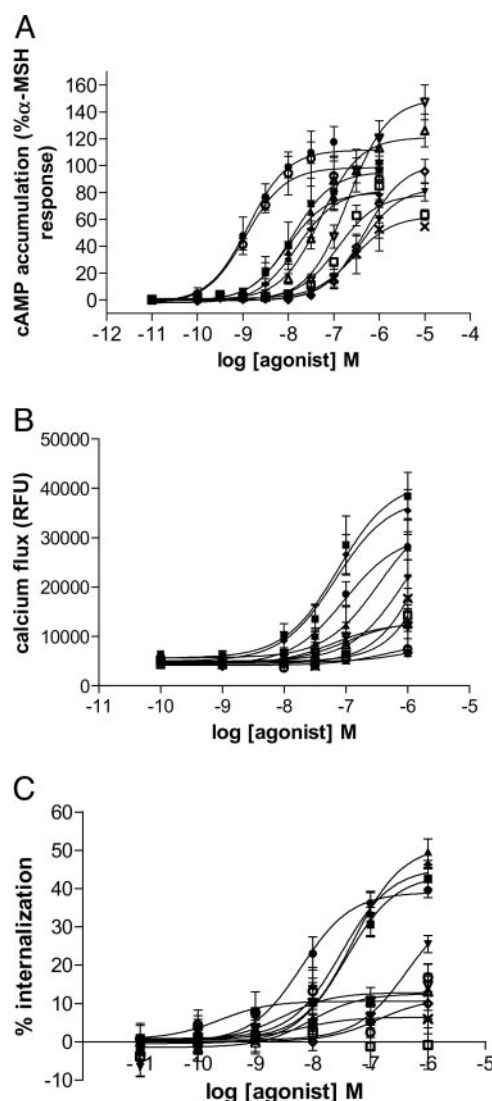 A
cAMP accumulation (%α-MSH
response)
160
140
120
100
80
60
40
20
0
-12 -11 -10 -9 -8 -7 -6 -5 -4
log [agonist] M
B
calcium flux (RFU)
50000
40000
30000
20000
10000
0
-11 -10 -9 -8 -7 -6 -5
log [agonist] M
C
% internalization
60
50
40
30
20
10
0
-10
-11 -10 -9 -8 -7 -6 -5
log [agonist] M